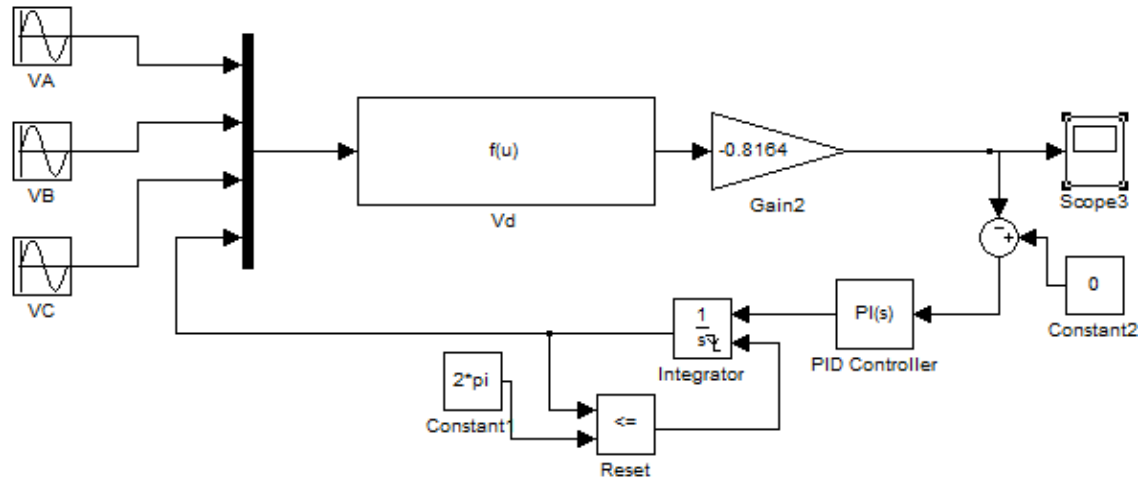 VA
VB
VC
f(u)
Vd
-0.8164
Gain2
Scope3
0
Constant2
PI(s)
PID Controller
1
s
Integrator
2*pi
Constant1
<=
Reset